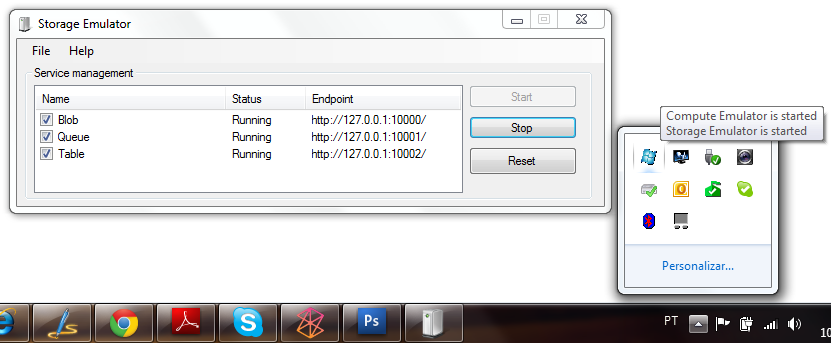 Storage Emulator
File Help
Service management
Name Status Endpoint
Blob Running http://127.0.0.1:10000/
Queue Running http://127.0.0.1:10001/
Table Running http://127.0.0.1:10002/
Start
Stop
Reset
Compute Emulator is started
Storage Emulator is started
Personalizar...
Ps
PT
10